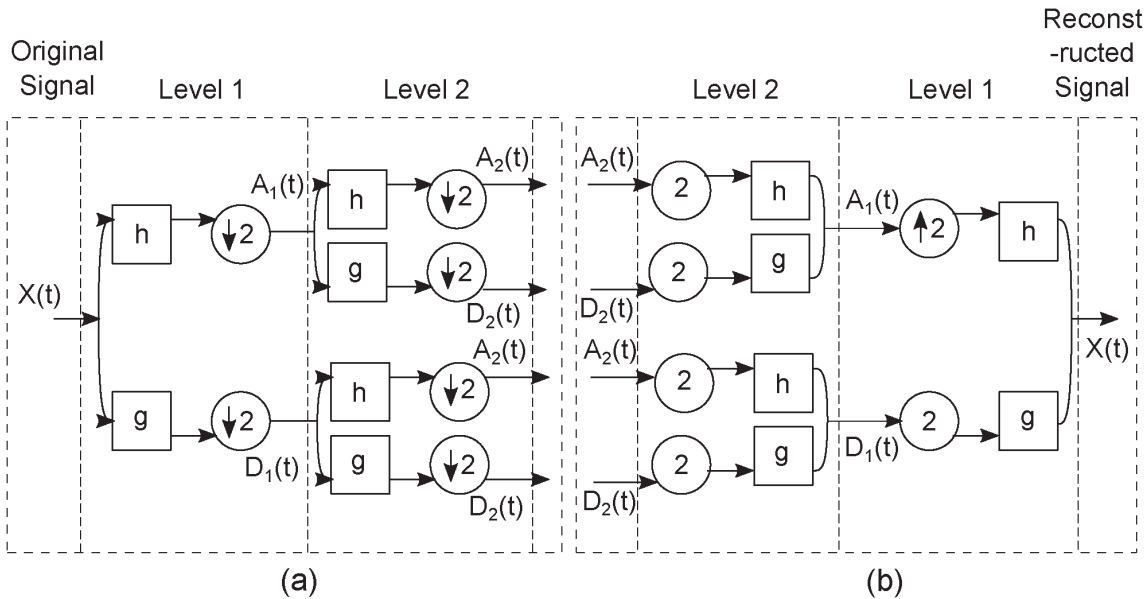 Original
Signal
Level 1
Level 2
X(t)
h
↓2
A₁(t)
h
↓2
A₂(t)
g
↓2
D₂(t)
g
↓2
D₁(t)
h
↓2
A₂(t)
g
↓2
D₂(t)
(a)
Level 2
Level 1
Reconst
-ructed
Signal
A₂(t)
2
h
D₂(t)
2
g
A₁(t)
↑2
h
A₂(t)
2
h
D₂(t)
2
g
D₁(t)
2
g
X(t)
(b)